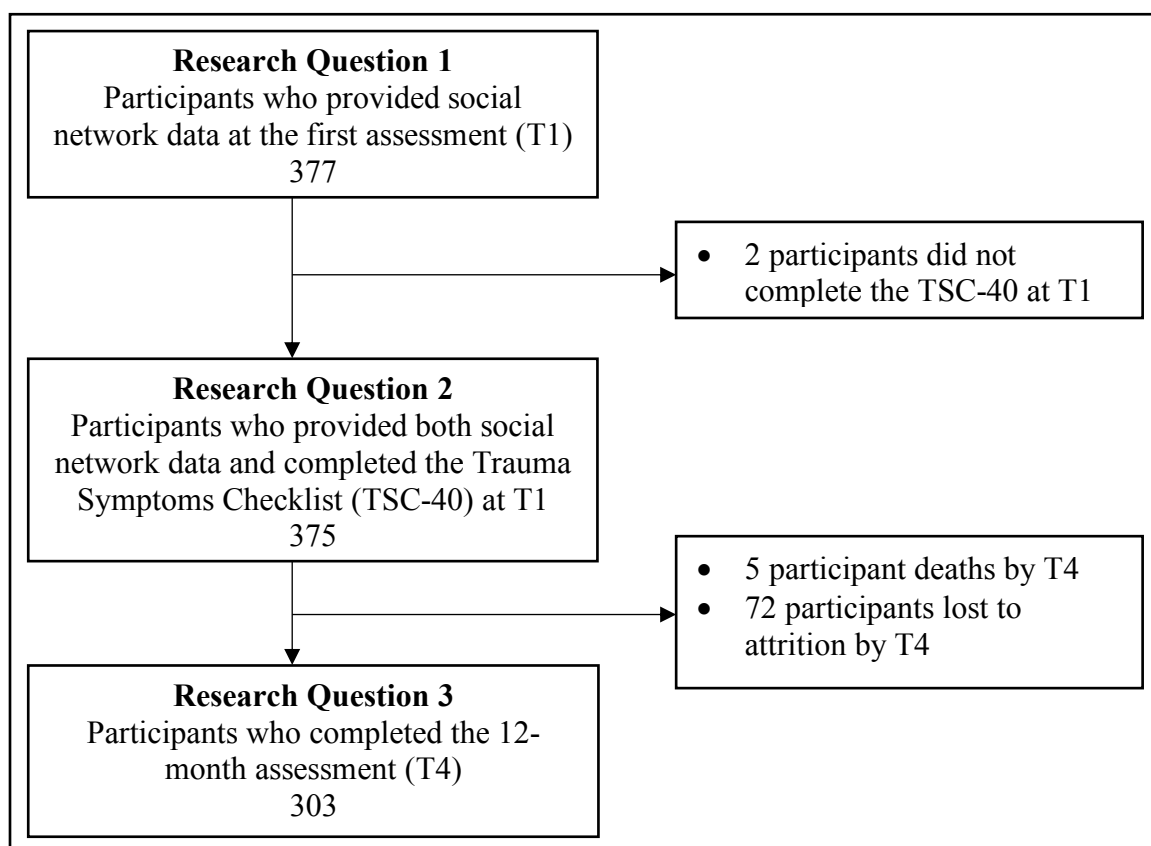 Research Question 1
Participants who provided social
network data at the first assessment (T1)
377
• 2 participants did not
complete the TSC-40 at T1
Research Question 2
Participants who provided both social
network data and completed the Trauma
Symptoms Checklist (TSC-40) at T1
375
• 5 participant deaths by T4
• 72 participants lost to
attrition by T4
Research Question 3
Participants who completed the 12-
month assessment (T4)
303